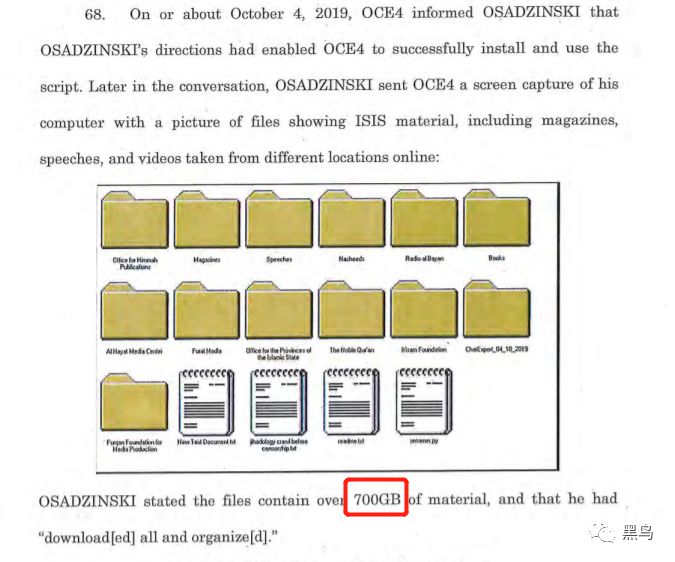 68. On or about October 4, 2019, OCE4 informed OSADZINSKI that
OSADZINSKI's directions had enabled OCE4 to successfully install and use the
script. Later in the conversation, OSADZINSKI sent OCE4 a screen capture of his
computer with a picture of files showing ISIS material, including magazines,
speeches, and videos taken from different locations online:
Office for Himmah
Publications
Magazines
Speeches
Nasheeds
Radio al Bayan
Books
Al Hayat Media Center
Furat Media
Office for the Provinces of
the Islamic State
The Noble Qur'an
Foundation
ChatExport_04_10_2019
Furqan Foundation for
Media Production
New Text Document.txt
jihadology crawl before
censorship.txt
readme.txt
renamer.py
OSADZINSKI stated the files contain over 700GB of material, and that he had
“download[ed] all and organize[d].”
黑鸟